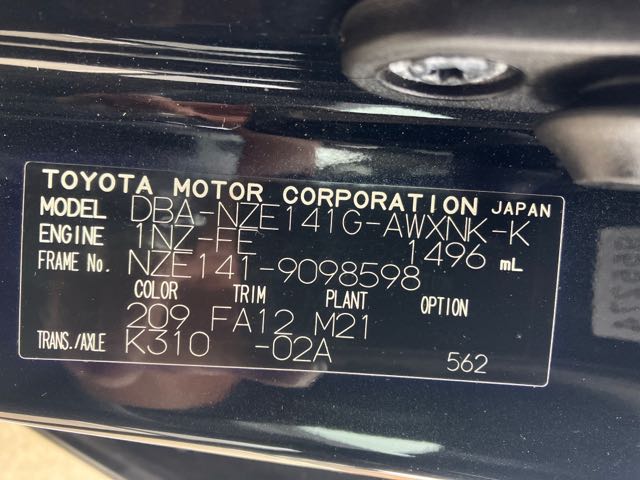 TOYOTA MOTOR CORPORATION JAPAN
MODEL DBA-NZE141G-AWXNK-K
ENGINE 1NZ-FE 1496 mL
FRAME No. NZE141-9098598
COLOR TRIM PLANT OPTION
209 FA12 M21
TRANS./AXLE K310 -02A 562